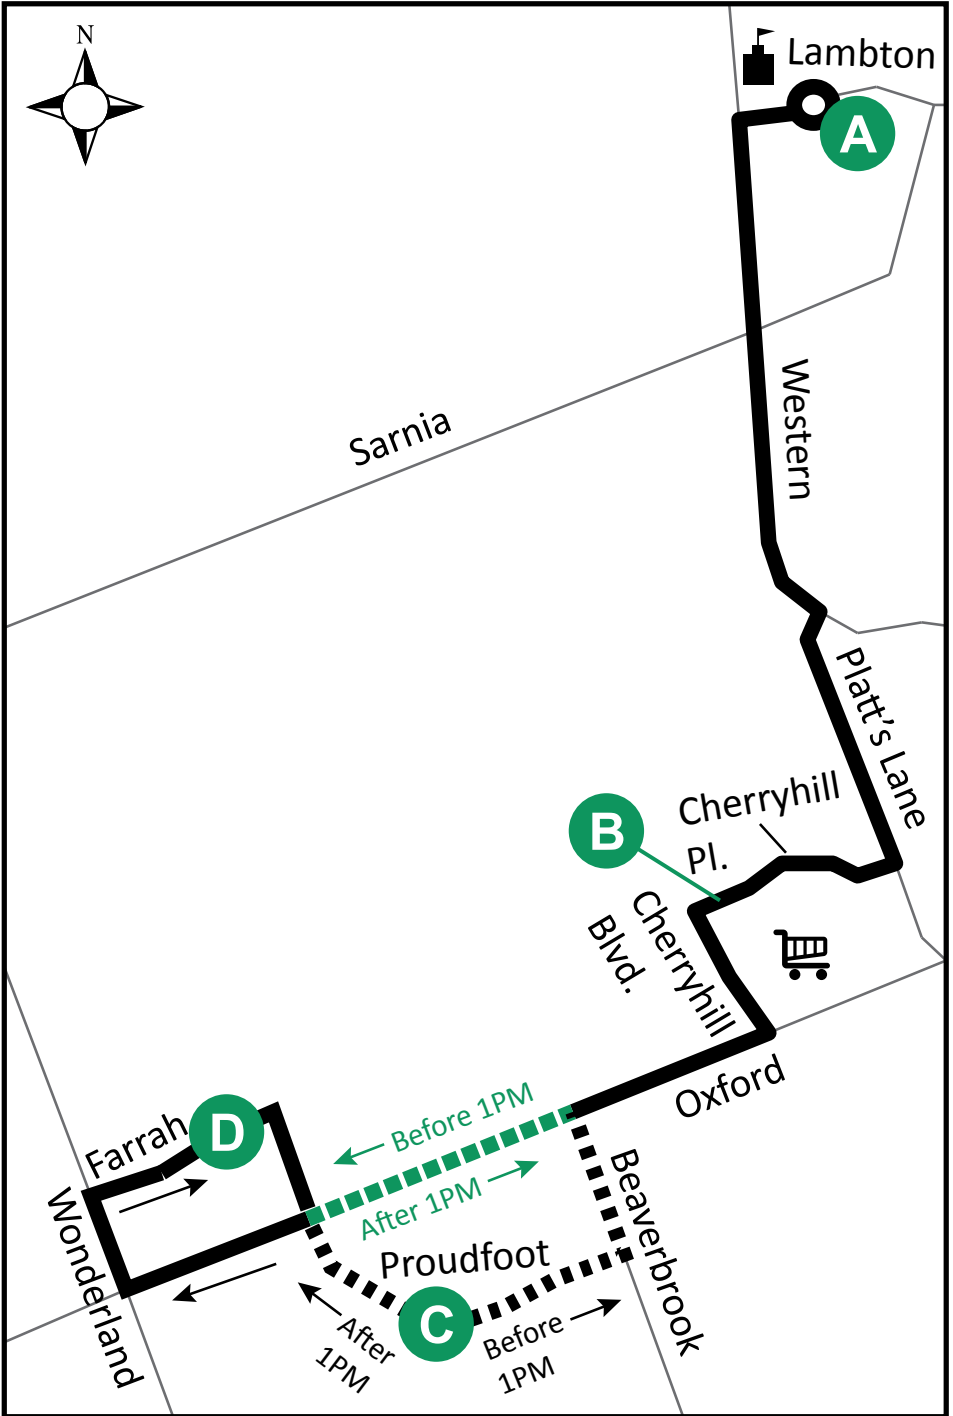 N
Lambton
A
Western
Sarnia
Platt's Lane
Cherryhill
Pl.
B
Cherryhill
Blvd.
Oxford
Before 1PM
After 1PM
Farrah
D
Wonderland
Proudfoot
Beaverbrook
C
After
1PM
Before
1PM